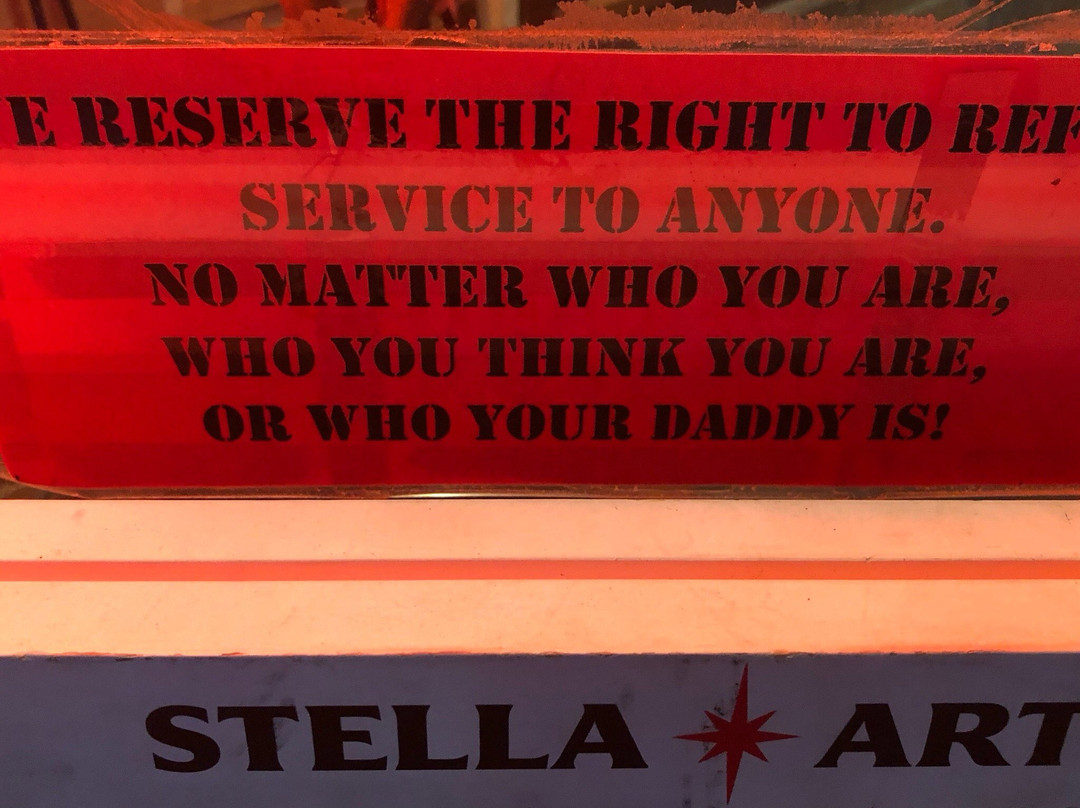 E RESERVE THE RIGHT TO REF
SERVICE TO ANYONE.
NO MATTER WHO YOU ARE,
WHO YOU THINK YOU ARE,
OR WHO YOUR DADDY IS!
STELLA ART